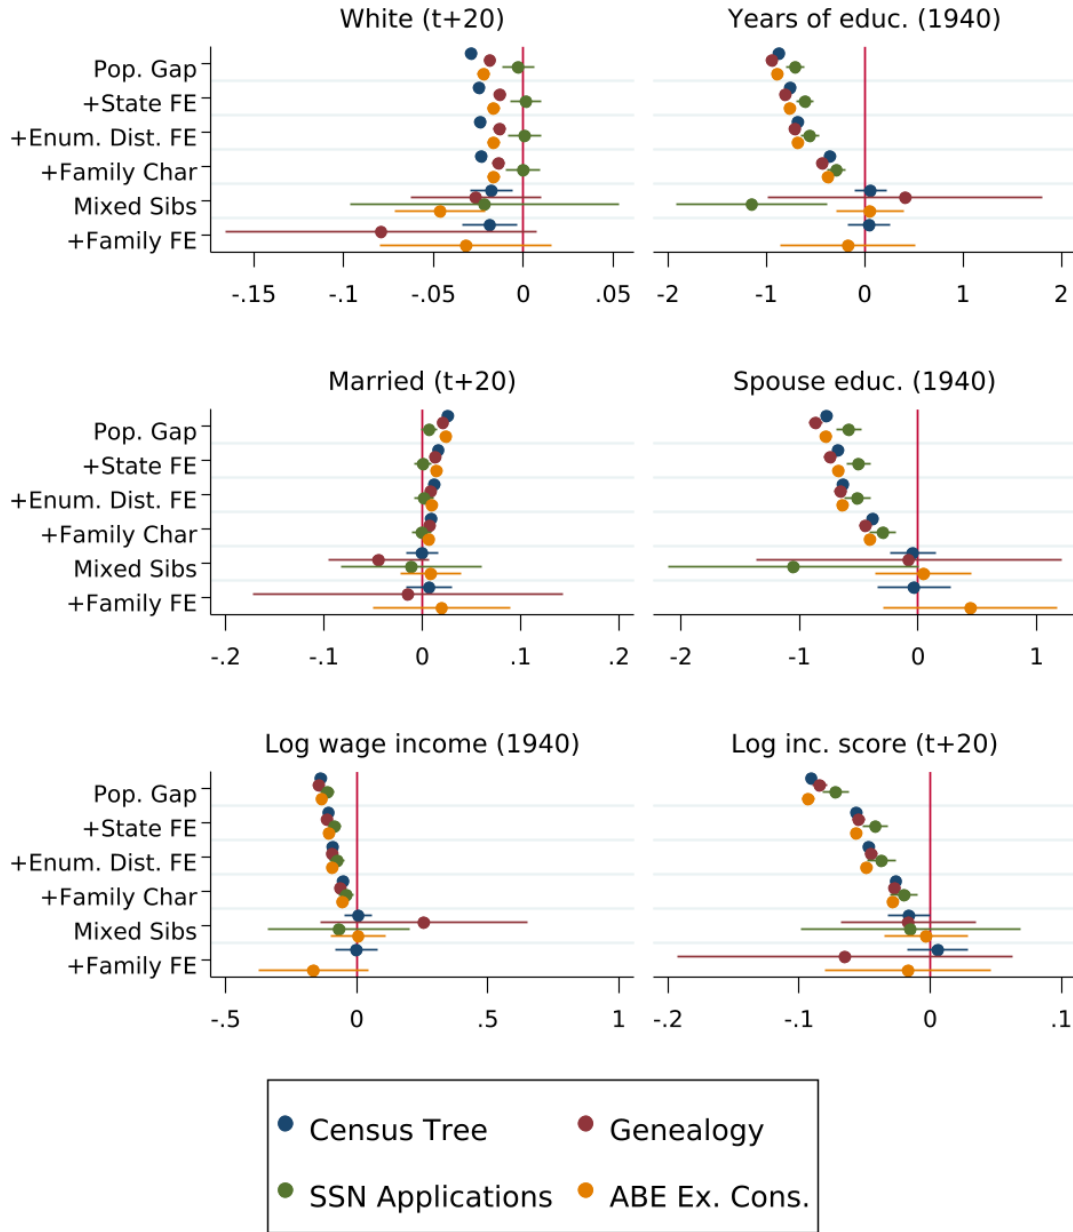 White (t+20)
Years of educ. (1940)
Pop. Gap
+State FE
+Enum. Dist. FE
+Family Char
Mixed Sibs
+Family FE
-.15 -.1 -.05 0 .05
-2 -1 0 1 2
Married (t+20)
Spouse educ. (1940)
Pop. Gap
+State FE
+Enum. Dist. FE
+Family Char
Mixed Sibs
+Family FE
-.2 -.1 0 .1 .2
-2 -1 0 1
Log wage income (1940)
Log inc. score (t+20)
Pop. Gap
+State FE
+Enum. Dist. FE
+Family Char
Mixed Sibs
+Family FE
-.5 0 .5 1
-.2 -.1 0 .1
Census Tree
Genealogy
SSN Applications
ABE Ex. Cons.